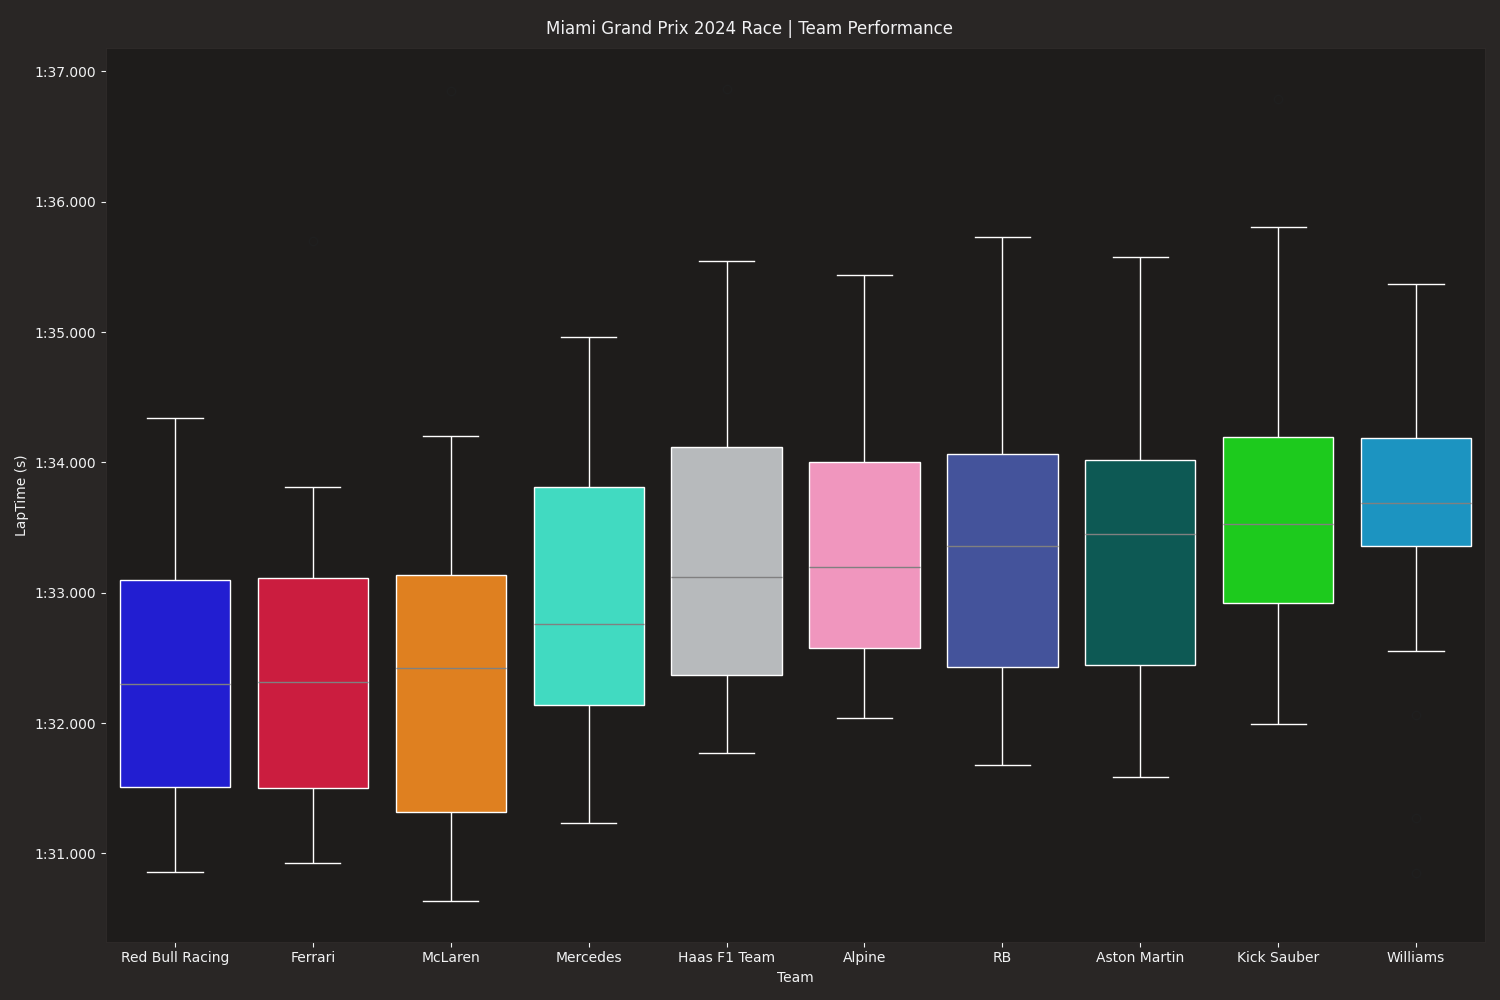 Miami Grand Prix 2024 Race | Team Performance
1:37.000
1:36.000
1:35.000
1:34.000
1:33.000
1:32.000
1:31.000
LapTime (s)
Red Bull Racing
Ferrari
McLaren
Mercedes
Haas F1 Team
Alpine
RB
Aston Martin
Kick Sauber
Williams
Team